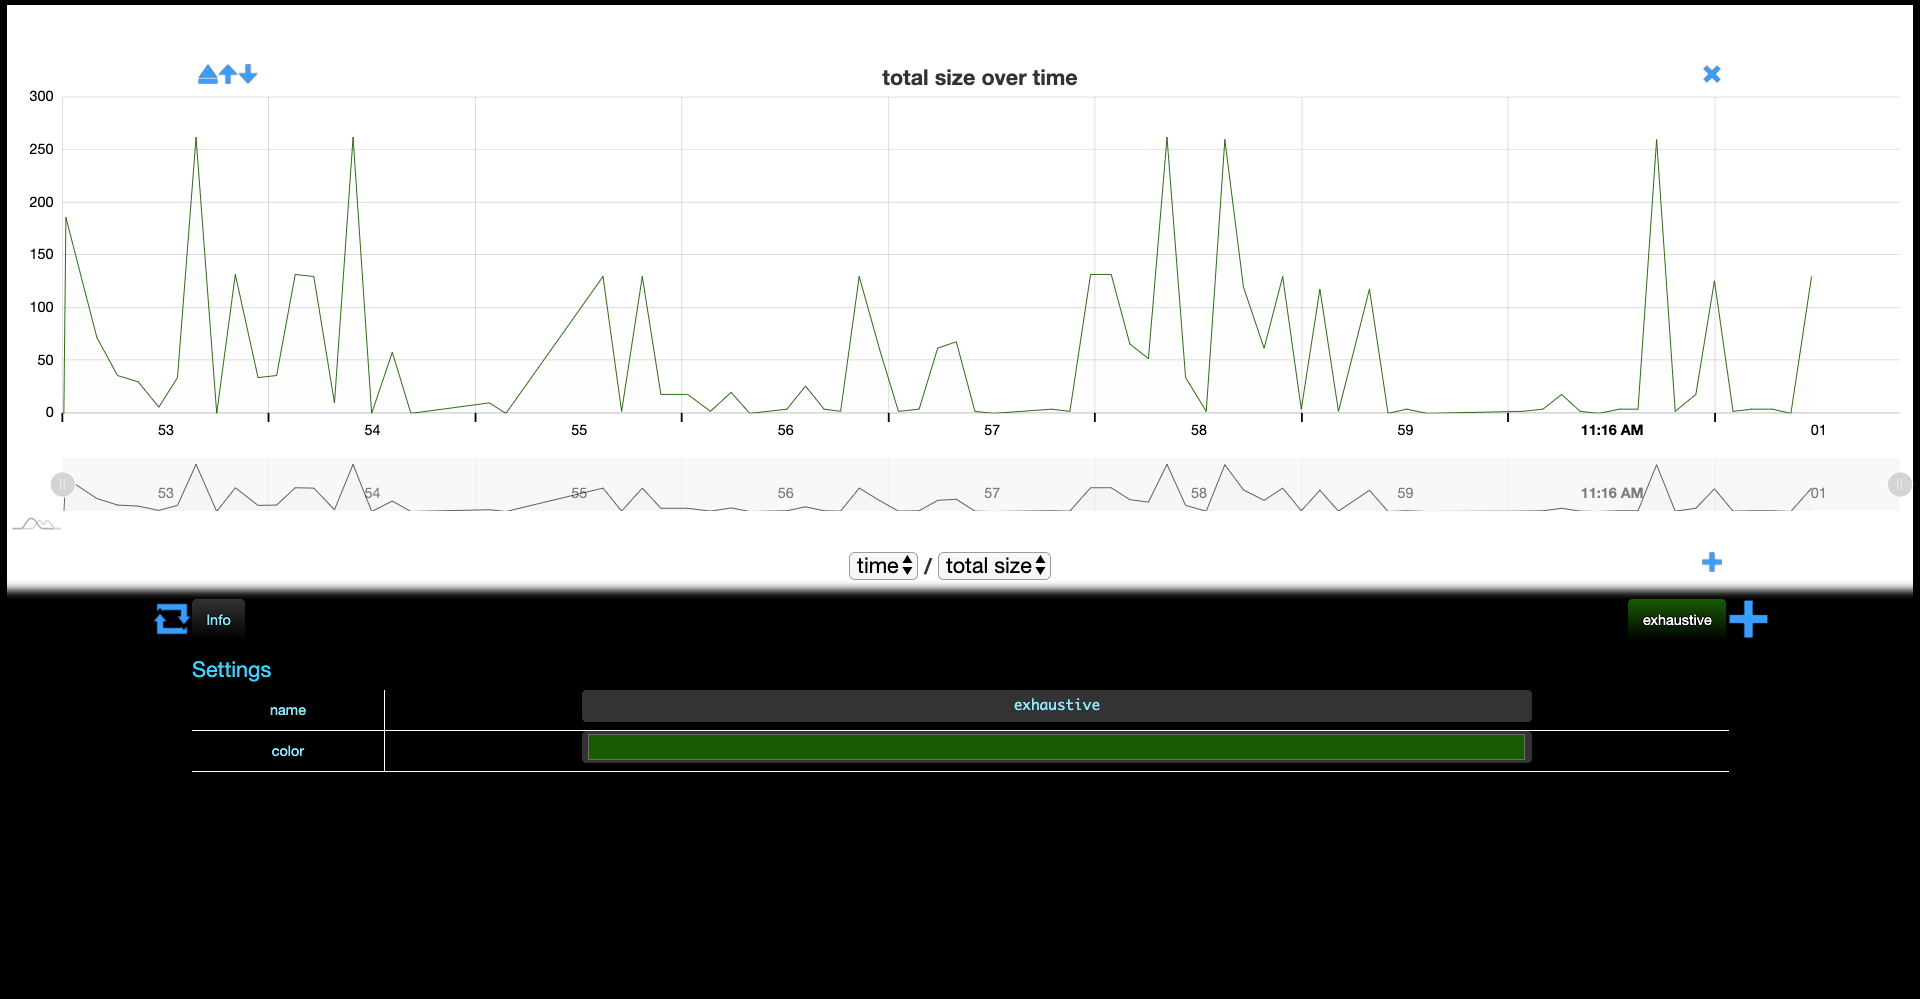 total size over time
300
250
200
150
100
50
0
53 54 55 56 57 58 59 11:16 AM 01
53 54 55 56 57 58 59 11:16 AM 01
time / total size
Info exhaustive
Settings
name exhaustive
color